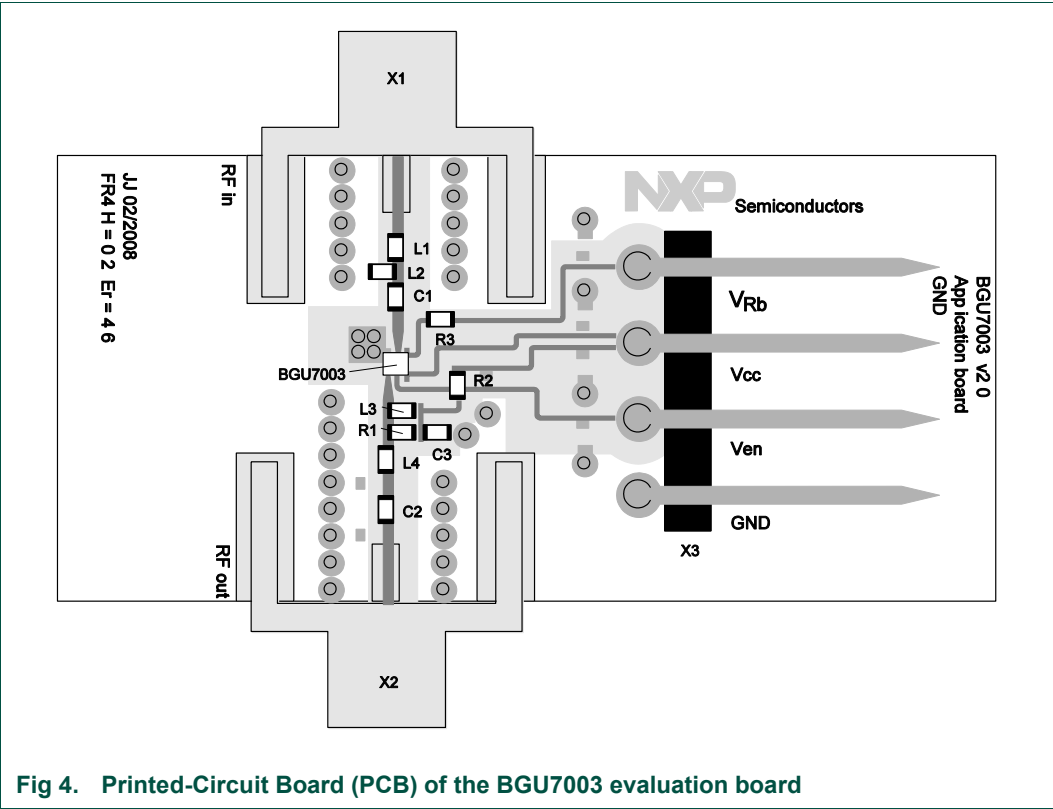 X1
RF in
JJ 02/2008
FR4 H = 0 2 Er = 4 6
NXP
Semiconductors
L1
L2
C1
R3
BGU7003
R2
L3
R1
C3
L4
C2
VRb
Vcc
Ven
GND
X3
BGU7003 v2 0
App ication board
GND
RF out
X2
Fig 4. Printed-Circuit Board (PCB) of the BGU7003 evaluation board